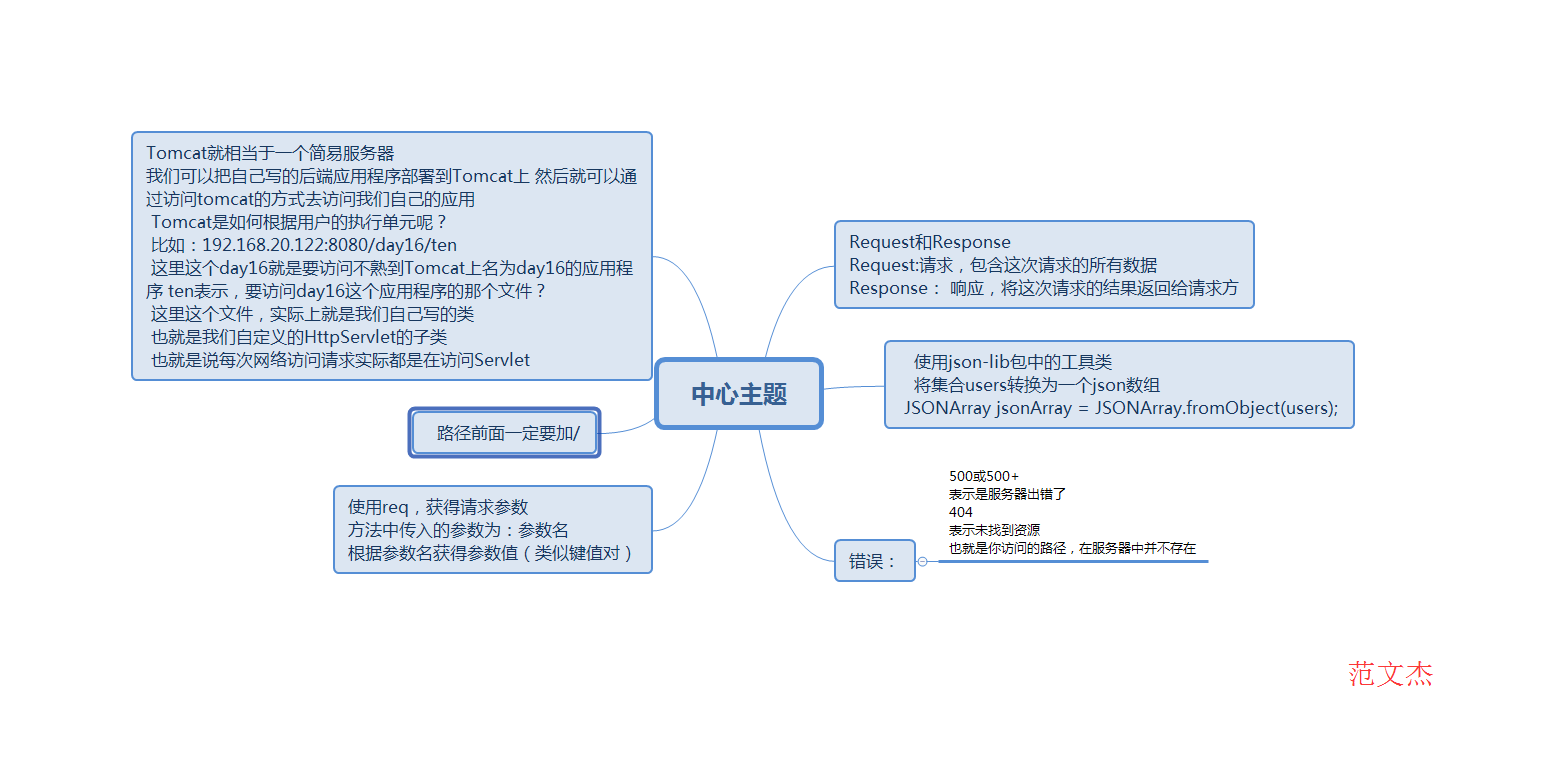 Tomcat就相当于一个简易服务器
我们可以把自己写的后端应用程序部署到Tomcat上 然后就可以通
过访问tomcat的方式去访问我们自己的应用
Tomcat是如何根据用户的执行单元呢？
比如：192.168.20.122:8080/day16/ten
这里这个day16就是要访问不熟到Tomcat上名为day16的应用程
序 ten表示，要访问day16这个应用程序的那个文件？
这里这个文件，实际上就是我们自己写的类
也就是我们自定义的HttpServlet的子类
也就是说每次网络访问请求实际都是在访问Servlet
路径前面一定要加/
使用req，获得请求参数
方法中传入的参数为：参数名
根据参数名获得参数值（类似键值对）
中心主题
Request和Response
Request:请求，包含这次请求的所有数据
Response： 响应，将这次请求的结果返回给请求方
使用json-lib包中的工具类
将集合users转换为一个json数组
JSONArray jsonArray = JSONArray.fromObject(users);
错误：
500或500+
表示是服务器出错了
404
表示未找到资源
也就是你访问的路径，在服务器中并不存在
范文杰